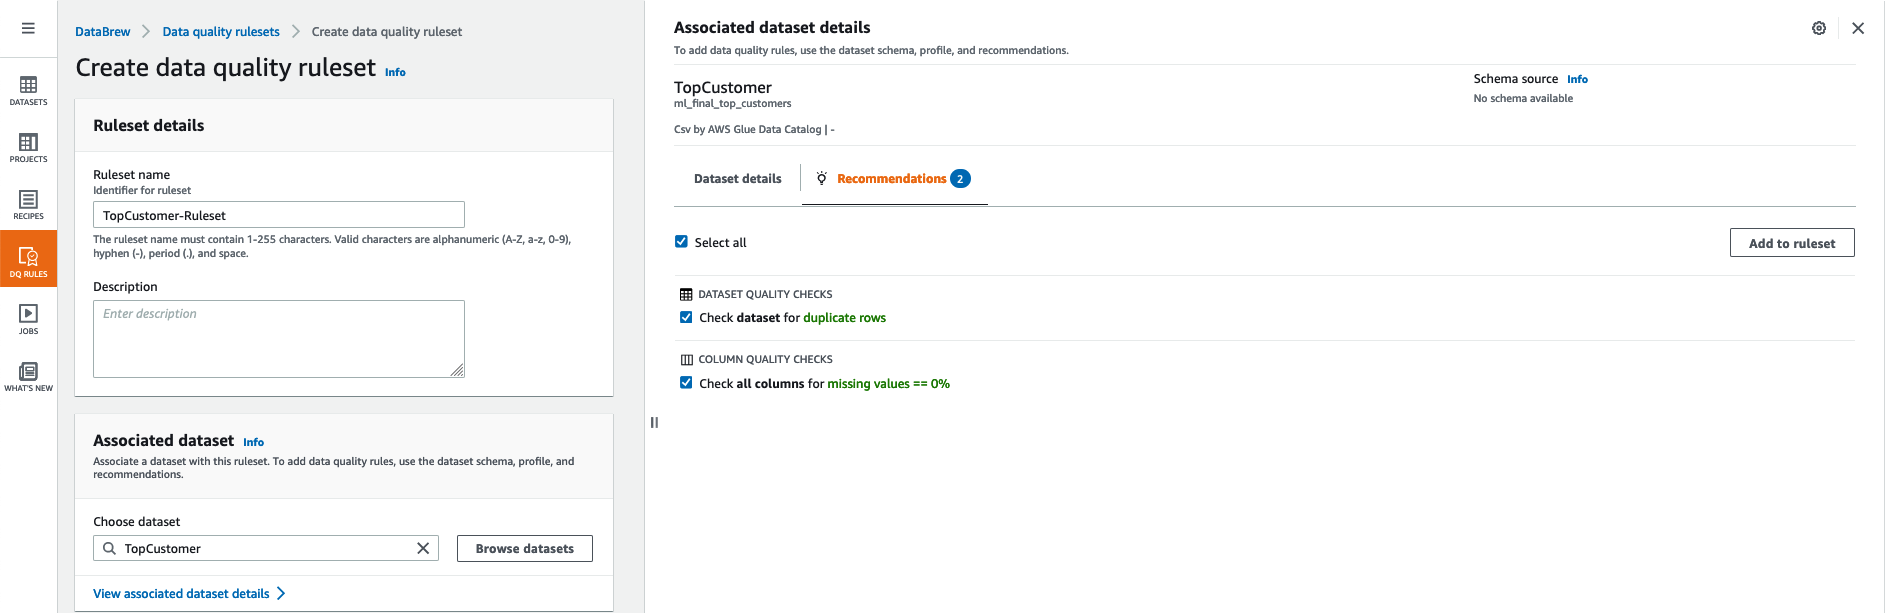 DATASETS
PROJECTS
RECIPES
DQ RULES
JOBS
WHAT'S NEW
DataBrew
Data quality rulesets
Create data quality ruleset
Create data quality ruleset Info
Ruleset details
Ruleset name
Identifier for ruleset
TopCustomer-Ruleset
The ruleset name must contain 1-255 characters. Valid characters are alphanumeric (A-Z, a-z, 0-9),
hyphen (-), period (.), and space.
Description
Enter description
Associated dataset Info
Associate a dataset with this ruleset. To add data quality rules, use the dataset schema, profile, and
recommendations.
Choose dataset
TopCustomer
Browse datasets
View associated dataset details
Associated dataset details
To add data quality rules, use the dataset schema, profile, and recommendations.
TopCustomer
ml_final_top_customers
Csv by AWS Glue Data Catalog | -
Schema source Info
No schema available
Dataset details
Recommendations 2
Select all
Add to ruleset
DATASET QUALITY CHECKS
Check dataset for duplicate rows
COLUMN QUALITY CHECKS
Check all columns for missing values == 0%